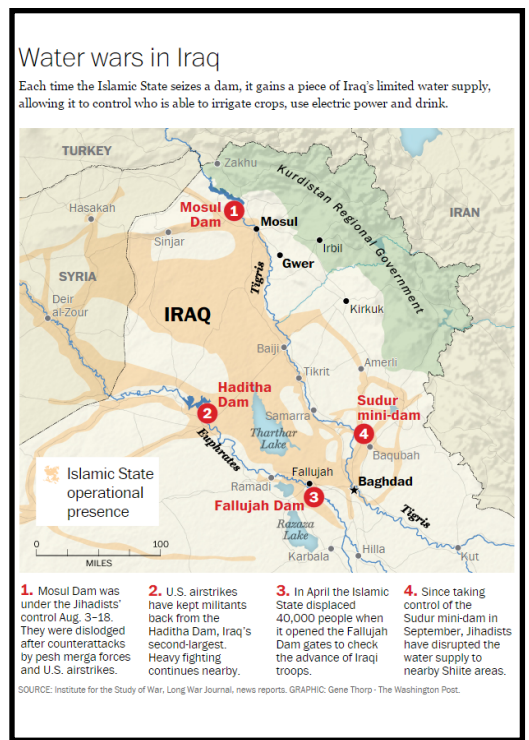 Water wars in Iraq
Each time the Islamic State seizes a dam, it gains a piece of Iraq's limited water supply,
allowing it to control who is able to irrigate crops, use electric power and drink.
TURKEY
Zakhu
Kurdistan Regional Government
IRAN
Hasakah
Mosul
Dam
1
Mosul
Sinjar
Irbil
Gwer
Tigris
SYRIA
Deir
al-Zour
IRAQ
Kirkuk
Baiji
Amerli
Tikrit
Haditha
Dam
2
Sudur
mini-dam
Samarra
4
Tharthar
Lake
Euphrates
Baqubah
Islamic State
operational
presence
Fallujah
Ramadi
Baghdad
Fallujah Dam
3
Tigris
Razaza
Lake
Karbala
Hilla
Kut
0
100
MILES
1. Mosul Dam was
under the Jihadists'
control Aug. 3–18.
They were dislodged
after counterattacks
by pesh merga forces
and U.S. airstrikes.
2. U.S. airstrikes
have kept militants
back from the
Haditha Dam, Iraq's
second-largest.
Heavy fighting
continues nearby.
3. In April the Islamic
State displaced
40,000 people when
it opened the Fallujah
Dam gates to check
the advance of Iraqi
troops.
4. Since taking
control of the
Sudur mini-dam in
September, Jihadists
have disrupted the
water supply to
nearby Shiite areas.
SOURCE: Institute for the Study of War, Long War Journal, news reports. GRAPHIC: Gene Thorp - The Washington Post.